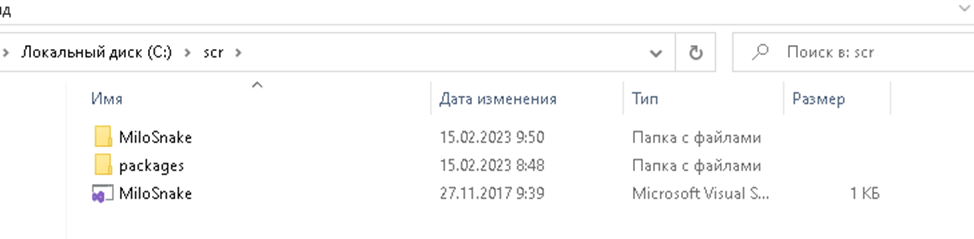 д
Локальный диск (C:) scr Поиск в: scr
Имя Дата изменения Тип Размер
MiloSnake 15.02.2023 9:50 Папка с файлами
packages 15.02.2023 8:48 Папка с файлами
MiloSnake 27.11.2017 9:39 Microsoft Visual S... 1 КБ